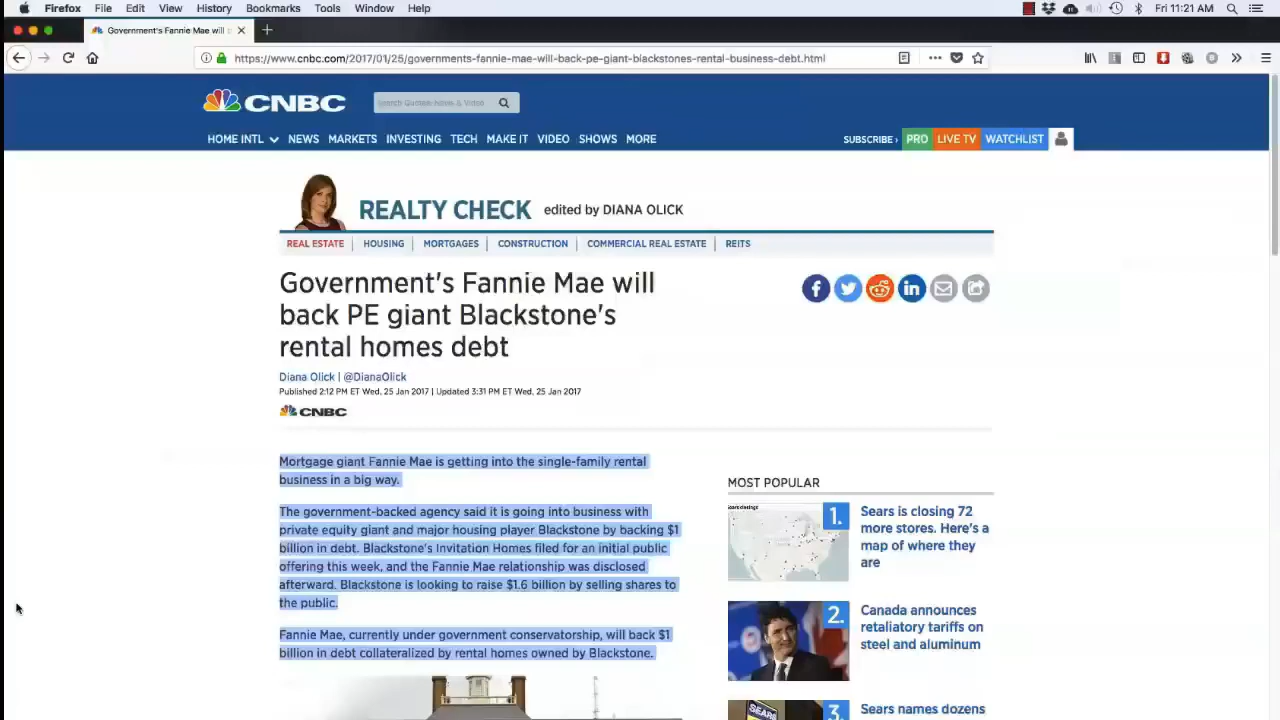 Firefox File Edit View History Bookmarks Tools Window Help
Fri 11:21 AM
Government's Fannie Mae will
https://www.cnbc.com/2017/01/25/governments-fannie-mae-will-back-pe-giant-blackstones-rental-business-debt.html
CNBC
Search Quotes, News & Video
HOME INTL NEWS MARKETS INVESTING TECH MAKE IT VIDEO SHOWS MORE
SUBSCRIBE › PRO LIVE TV WATCHLIST
REALTY CHECK edited by DIANA OLICK
REAL ESTATE | HOUSING | MORTGAGES | CONSTRUCTION | COMMERCIAL REAL ESTATE | REITS
Government's Fannie Mae will
back PE giant Blackstone's
rental homes debt
Diana Olick | @DianaOlick
Published 2:12 PM ET Wed, 25 Jan 2017 | Updated 3:31 PM ET Wed, 25 Jan 2017
CNBC
Mortgage giant Fannie Mae is getting into the single-family rental
business in a big way.
The government-backed agency said it is going into business with
private equity giant and major housing player Blackstone by backing $1
billion in debt. Blackstone's Invitation Homes filed for an initial public
offering this week, and the Fannie Mae relationship was disclosed
afterward. Blackstone is looking to raise $1.6 billion by selling shares to
the public.
Fannie Mae, currently under government conservatorship, will back $1
billion in debt collateralized by rental homes owned by Blackstone.
MOST POPULAR
1.
Sears is closing 72
more stores. Here's a
map of where they
are
2.
Canada announces
retaliatory tariffs on
steel and aluminum
SEARS
3.
Sears names dozens